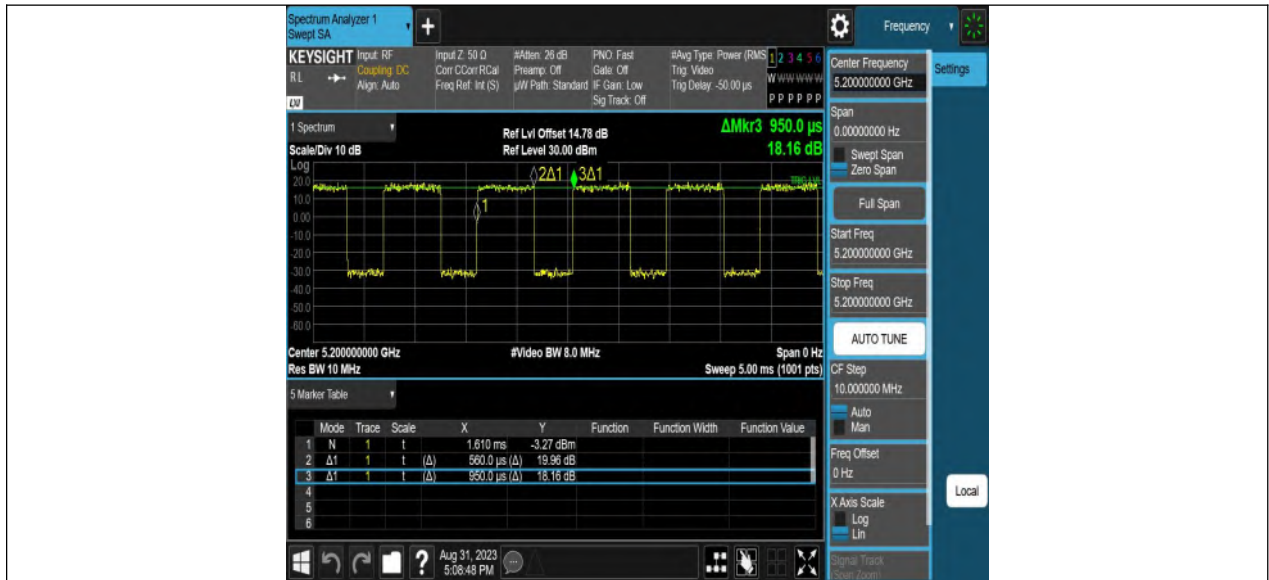 Spectrum Analyzer 1
Swept SA
+
Frequency
KEYSIGHT
RL
LXI
Input: RF
Coupling: DC
Align: Auto
Input Z: 50 Ω
Corr CCorr RCal
Freq Ref: Int (S)
#Atten: 26 dB
Preamp: Off
µW Path: Standard
PNO: Fast
Gate: Off
IF Gain: Low
Sig Track: Off
#Avg Type: Power (RMS
Trig: Video
Trig Delay: -50.00 µs
1 2 3 4 5 6
W W W W W W
P P P P P P
1 Spectrum
Scale/Div 10 dB
Log
Ref Lvl Offset 14.78 dB
Ref Level 30.00 dBm
ΔMkr3 950.0 µs
18.16 dB
2Δ1
3Δ1
1
TRIG LVL
20.0
10.0
0.00
-10.0
-20.0
-30.0
-40.0
-50.0
-60.0
Center 5.200000000 GHz
#Video BW 8.0 MHz
Span 0 Hz
Res BW 10 MHz
Sweep 5.00 ms (1001 pts)
5 Marker Table
Mode Trace Scale X Y Function Function Width Function Value
1 N 1 t 1.610 ms -3.27 dBm
2 Δ1 1 t (Δ) 560.0 µs (Δ) 19.96 dB
3 Δ1 1 t (Δ) 950.0 µs (Δ) 18.16 dB
4
5
6
?
Aug 31, 2023
5:08:48 PM
Center Frequency
5.200000000 GHz
Settings
Span
0.00000000 Hz
Swept Span
Zero Span
Full Span
Start Freq
5.200000000 GHz
Stop Freq
5.200000000 GHz
AUTO TUNE
CF Step
10.000000 MHz
Auto
Man
Freq Offset
0 Hz
X Axis Scale
Log
Lin
Local
Signal Track
(Span Zoom)